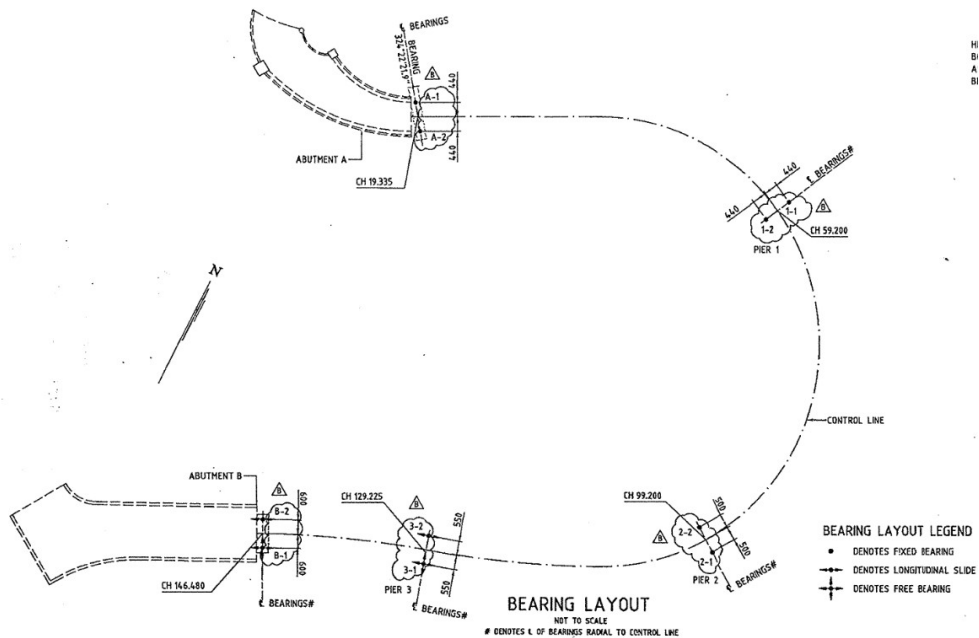 ℄ BEARINGS
BEARING
324°22'21.9"
B
440
A-1
A-2
440
ABUTMENT A
CH 19.335
440
℄ BEARINGS#
440
1-1
1-2
B
CH 59.200
PIER 1
N
CONTROL LINE
ABUTMENT B
B
600
B-2
B-1
600
CH 146.480
℄ BEARINGS#
CH 129.225
B
550
3-2
3-1
550
PIER 3
℄ BEARINGS#
CH 99.200
500
2-2
B
500
2-1
PIER 2
℄ BEARINGS#
BEARING LAYOUT LEGEND
DENOTES FIXED BEARING
DENOTES LONGITUDINAL SLIDE
DENOTES FREE BEARING
BEARING LAYOUT
NOT TO SCALE
# DENOTES ℄ OF BEARINGS RADIAL TO CONTROL LINE